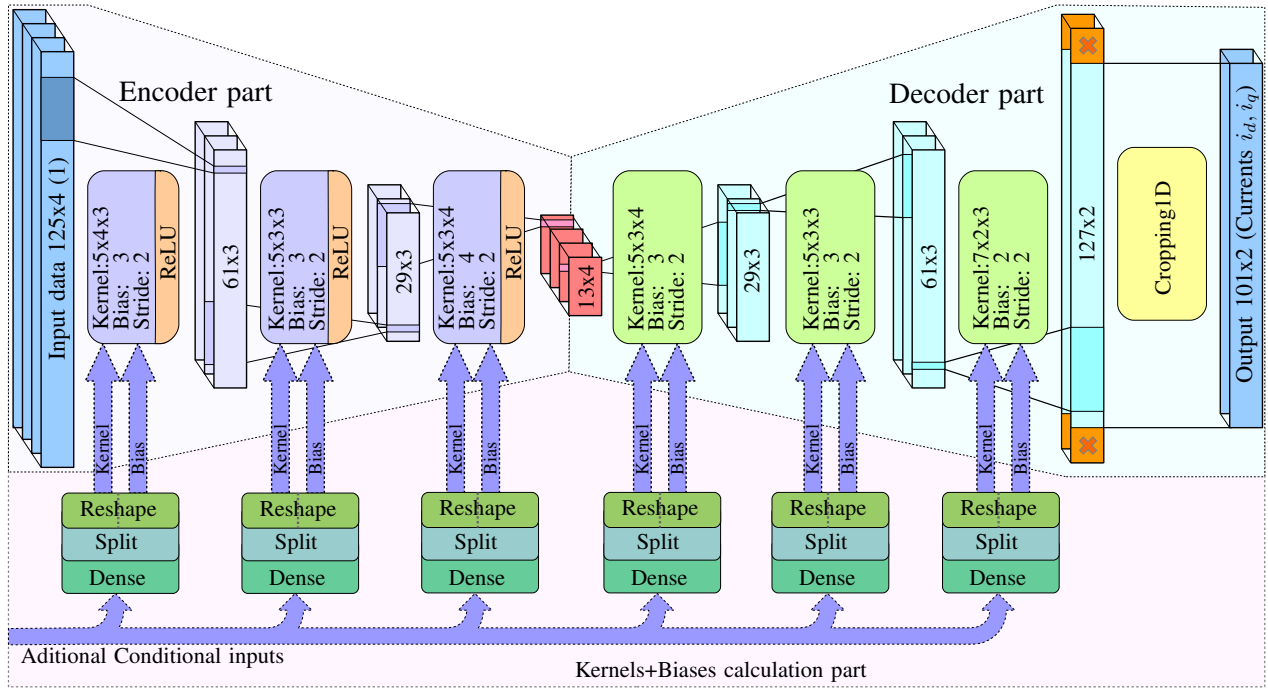 Encoder part
Decoder part
Input data 125x4 (1)
Kernel:5x4x3
Bias: 3
Stride: 2
ReLU
61x3
Kernel:5x3x3
Bias: 3
Stride: 2
ReLU
29x3
Kernel:5x3x4
Bias: 4
Stride: 2
ReLU
13x4
Kernel:5x3x4
Bias: 3
Stride: 2
29x3
Kernel:5x3x3
Bias: 3
Stride: 2
61x3
Kernel:7x2x3
Bias: 2
Stride: 2
127x2
Cropping1D
Output 101x2 (Currents i_d, i_q)
Kernel
Bias
Kernel
Bias
Kernel
Bias
Kernel
Bias
Kernel
Bias
Kernel
Bias
Reshape
Split
Dense
Reshape
Split
Dense
Reshape
Split
Dense
Reshape
Split
Dense
Reshape
Split
Dense
Reshape
Split
Dense
Aditional Conditional inputs
Kernels+Biases calculation part